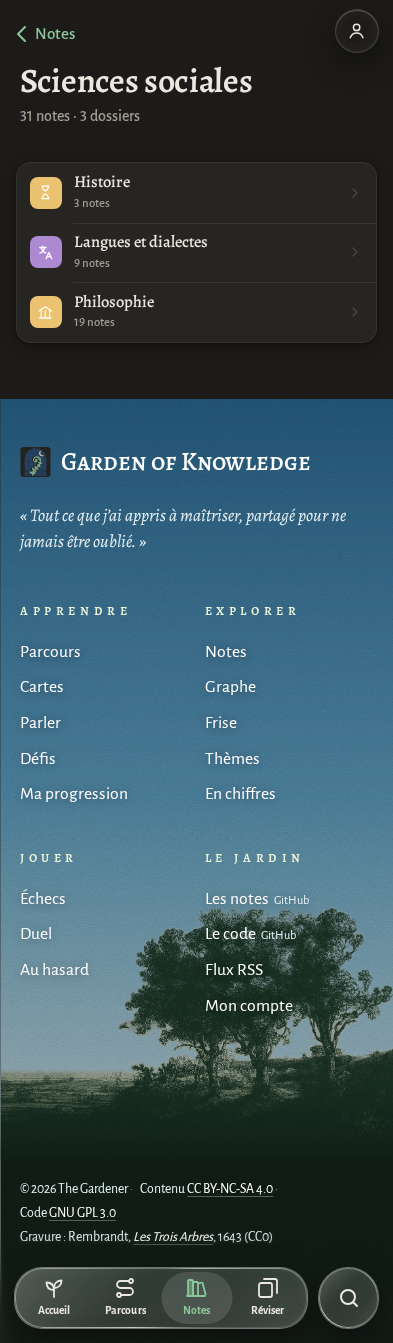 Notes
Sciences sociales
31 notes · 3 dossiers
Histoire
3 notes
Langues et dialectes
9 notes
Philosophie
19 notes
Garden of Knowledge
« Tout ce que j'ai appris à maîtriser, partagé pour ne
jamais être oublié. »
APPRENDRE
Parcours
Cartes
Parler
Défis
Ma progression
EXPLORER
Notes
Graphe
Frise
Thèmes
En chiffres
JOUER
Échecs
Duel
Au hasard
LE JARDIN
Les notes GitHub
Le code GitHub
Flux RSS
Mon compte
© 2026 The Gardener · Contenu CC BY-NC-SA 4.0 ·
Code GNU GPL 3.0
Gravure : Rembrandt, Les Trois Arbres, 1643 (CC0)
Accueil
Parcours
Notes
Réviser